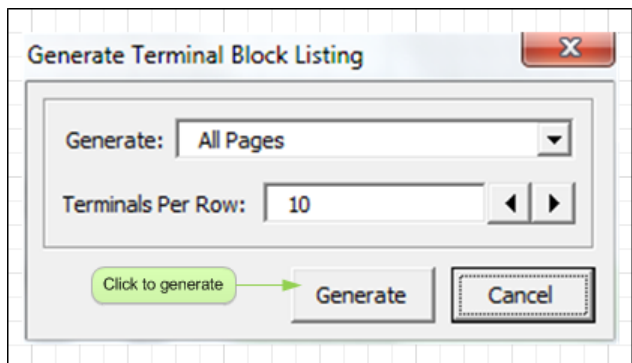 Generate Terminal Block Listing
Generate: All Pages
Terminals Per Row: 10
Click to generate
Generate Cancel